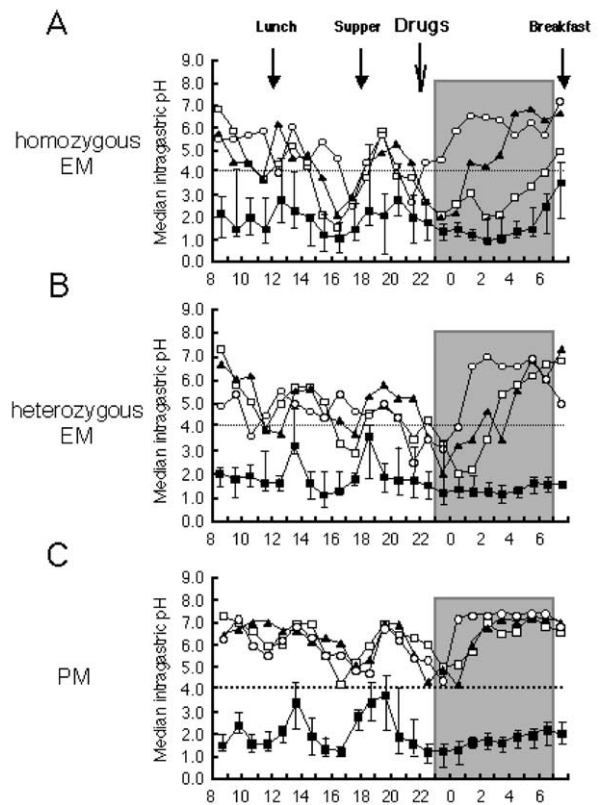 A
Lunch Supper Drugs Breakfast
homozygous
EM
Median intragastric pH
9.0
8.0
7.0
6.0
5.0
4.0
3.0
2.0
1.0
0.0
8 10 12 14 16 18 20 22 0 2 4 6
B
heterozygous
EM
Median intragastric pH
9.0
8.0
7.0
6.0
5.0
4.0
3.0
2.0
1.0
0.0
8 10 12 14 16 18 20 22 0 2 4 6
C
PM
Median intragastric pH
9.0
8.0
7.0
6.0
5.0
4.0
3.0
2.0
1.0
0.0
8 10 12 14 16 18 20 22 0 2 4 6